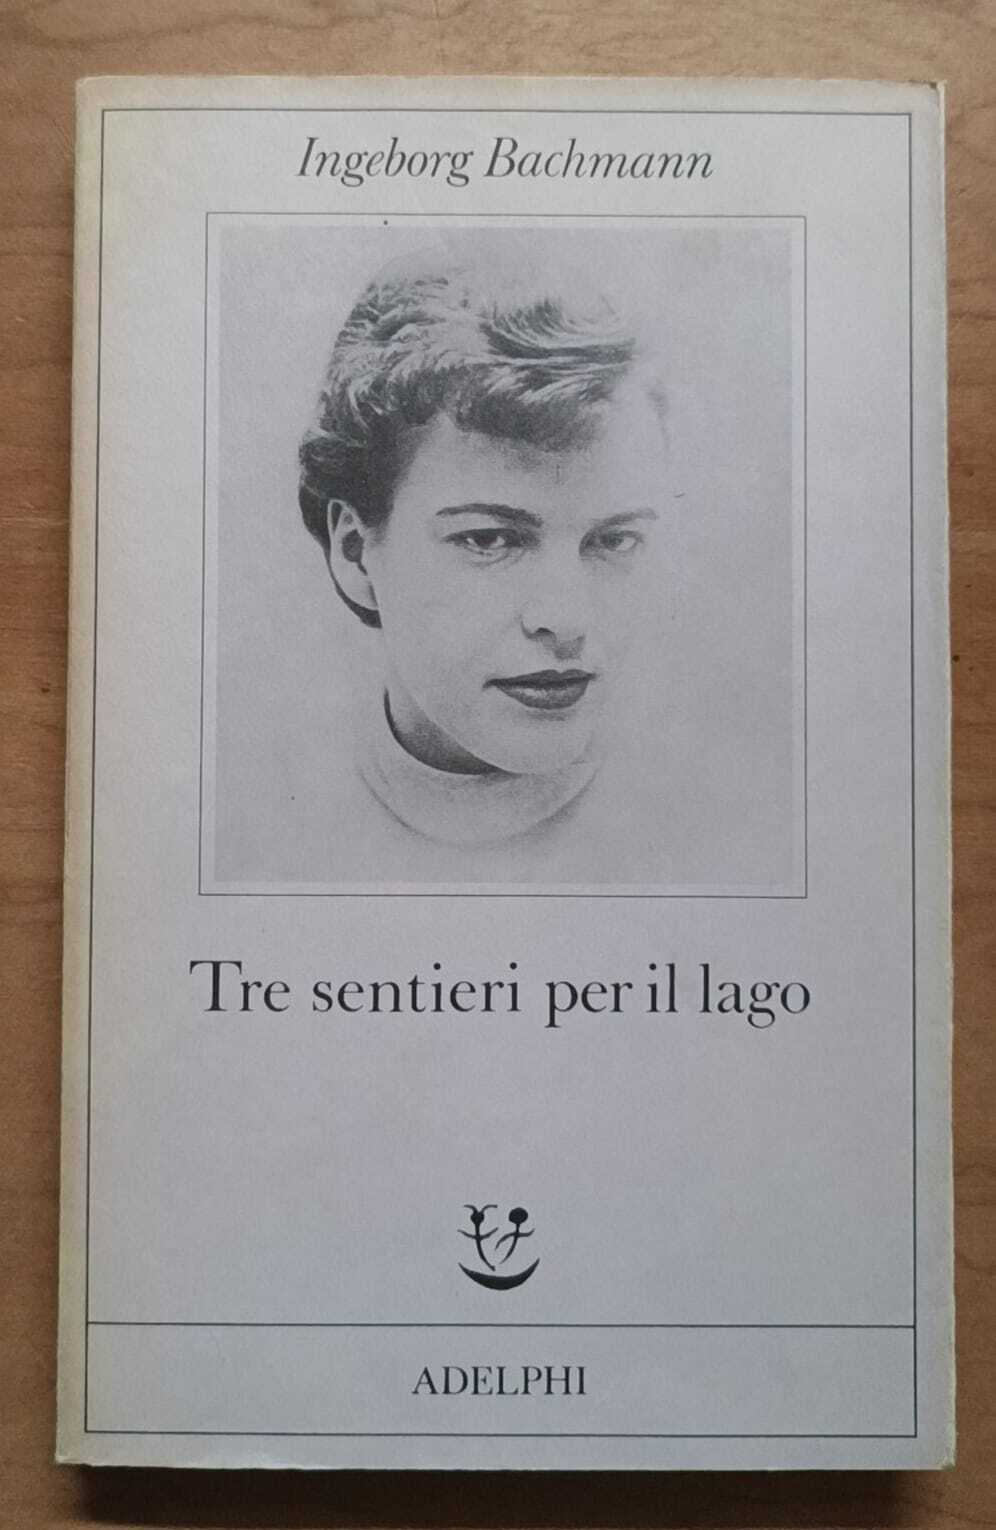 Ingeborg Bachmann
Tre sentieri per il lago
ADELPHI